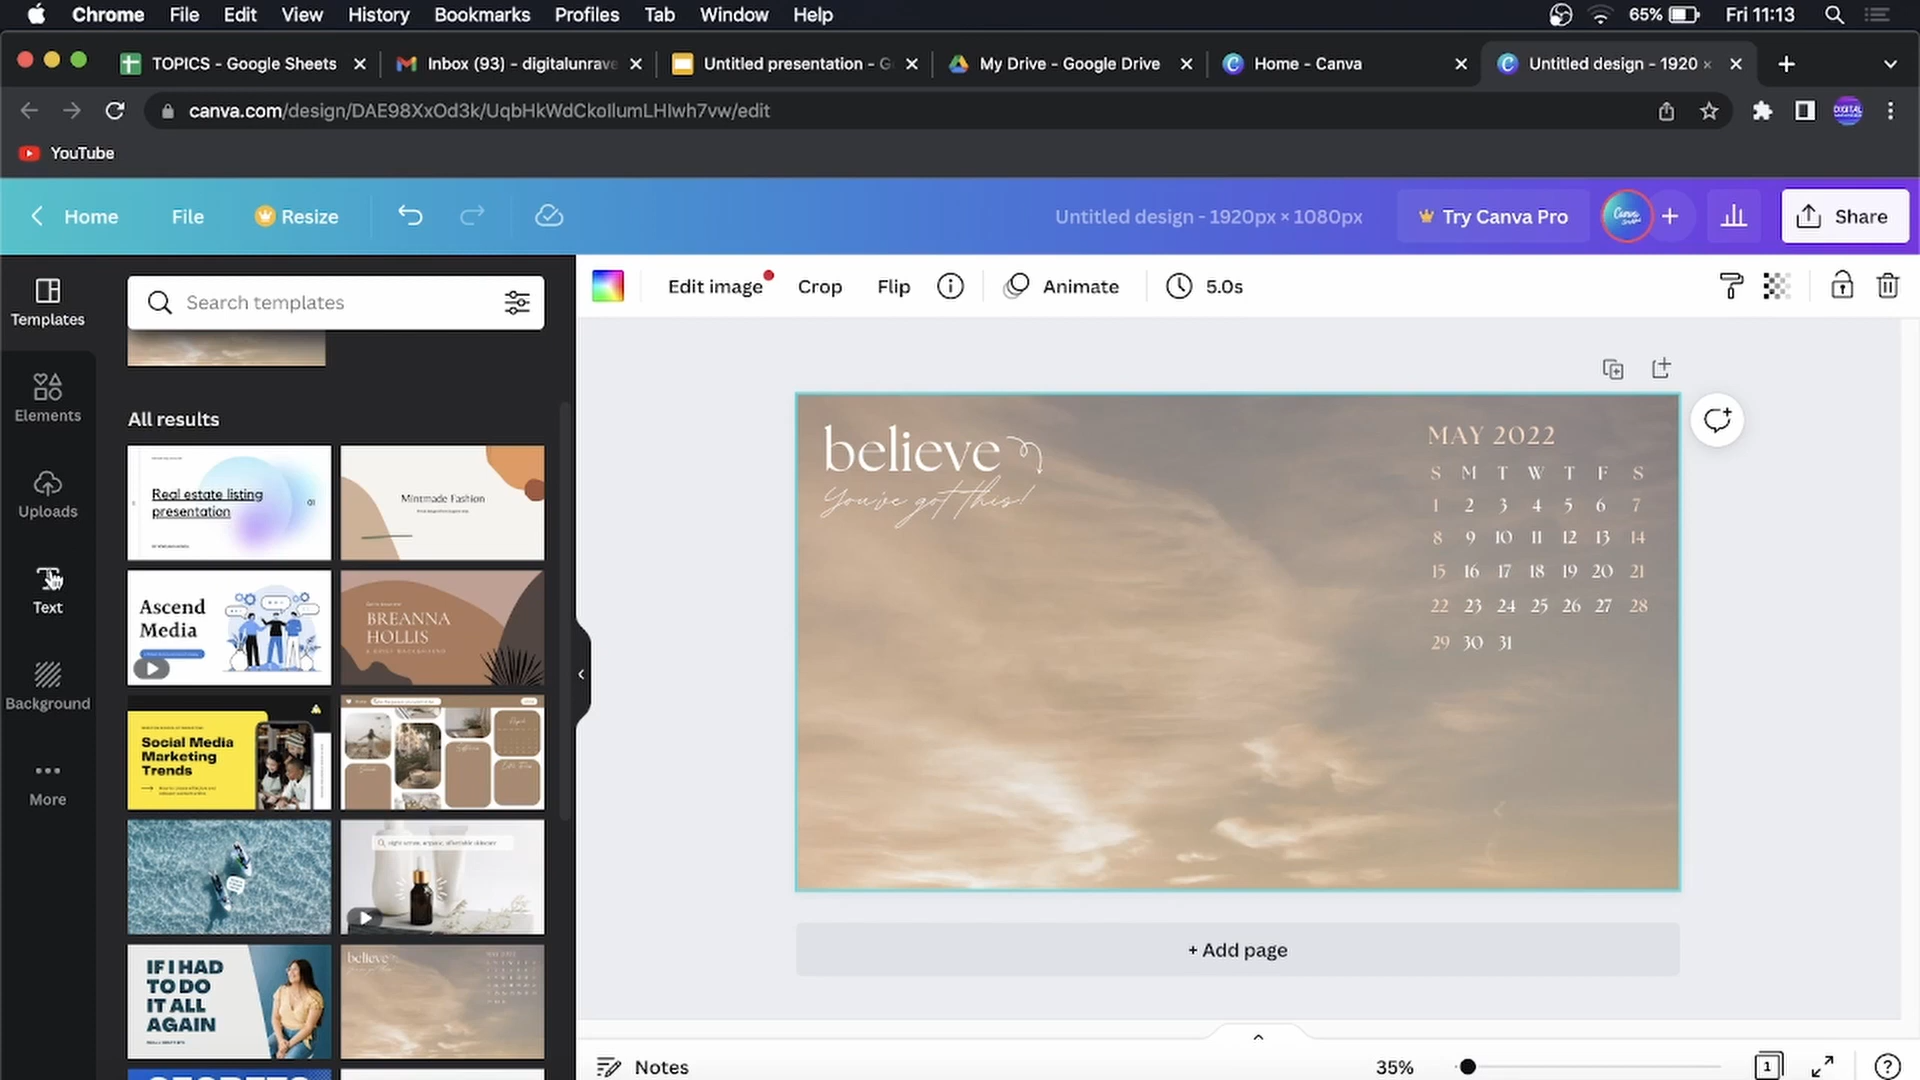 Chrome File Edit View History Bookmarks Profiles Tab Window Help 65% Fri 11:13
TOPICS - Google Sheets Inbox (93) - digitalunrave Untitled presentation - G My Drive - Google Drive Home - Canva Untitled design - 1920
canva.com/design/DAE98XxOd3k/UqbHkWdCkoIlumLHIwh7vw/edit
YouTube
Home File Resize Untitled design - 1920px × 1080px Try Canva Pro Share
Templates
Search templates
Edit image Crop Flip Animate 5.0s
Elements
Uploads
Text
Background
More
All results
Real estate listing
presentation
Mintmade Fashion
Ascend
Media
BREANNA
HOLLIS
A BRIEF BACKGROUND
Social Media
Marketing
Trends
IF I HAD
TO DO
IT ALL
AGAIN
believe
believe
You've got this!
MAY 2022
S M T W T F S
1 2 3 4 5 6 7
8 9 10 11 12 13 14
15 16 17 18 19 20 21
22 23 24 25 26 27 28
29 30 31
+ Add page
Notes 35% 1